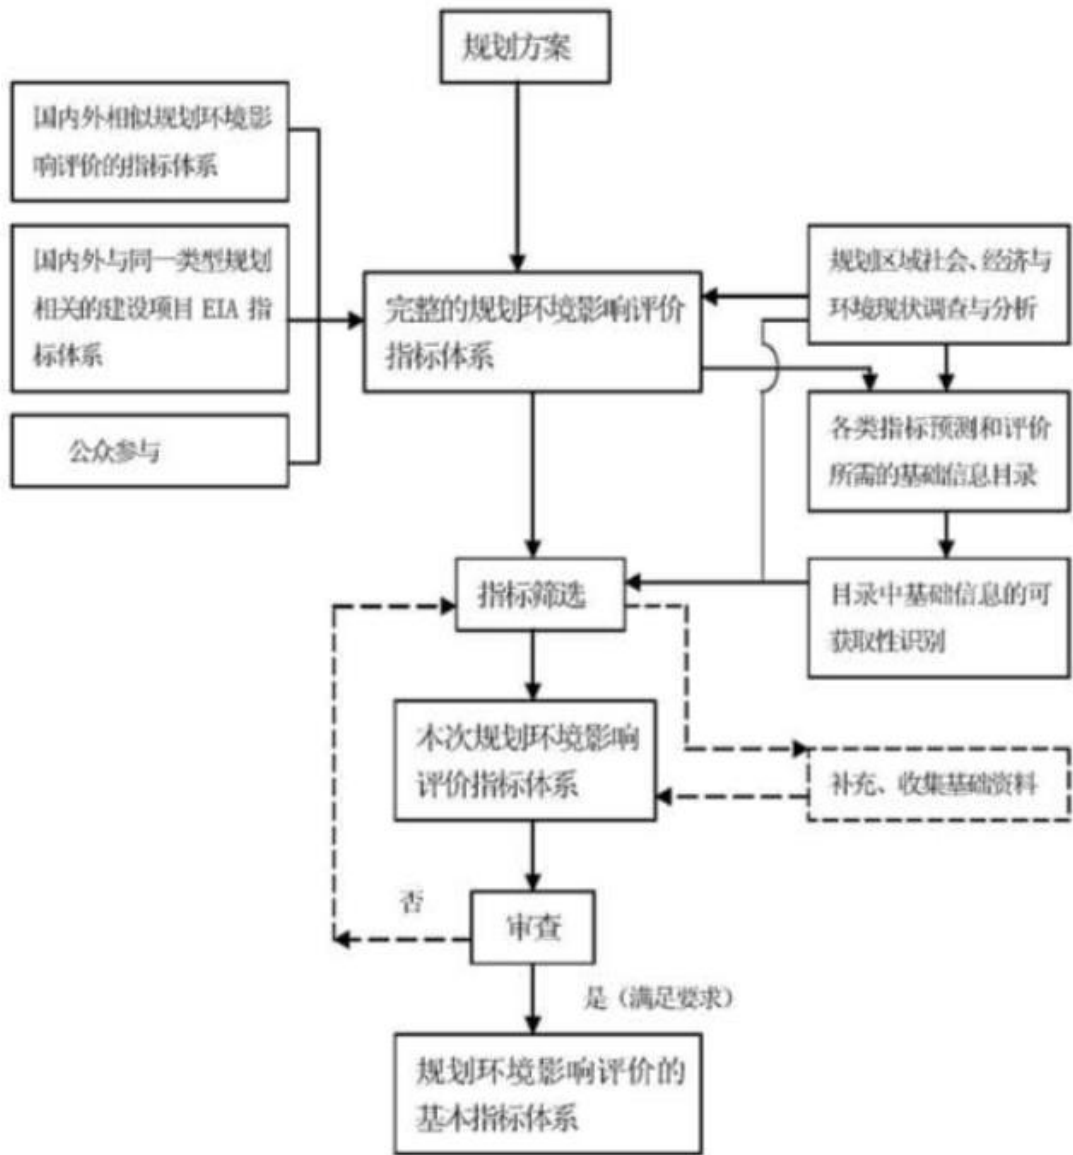 规划方案
国内外相似规划环境影
响评价的指标体系
国内外与同一类型规划
相关的建设项目 EIA 指
标体系
公众参与
完整的规划环境影响评价
指标体系
规划区域社会、经济与
环境现状调查与分析
各类指标预测和评价
所需的基础信息目录
指标筛选
目录中基础信息的可
获取性识别
本次规划环境影响
评价指标体系
补充、收集基础资料
否
审查
是（满足要求）
规划环境影响评价的
基本指标体系